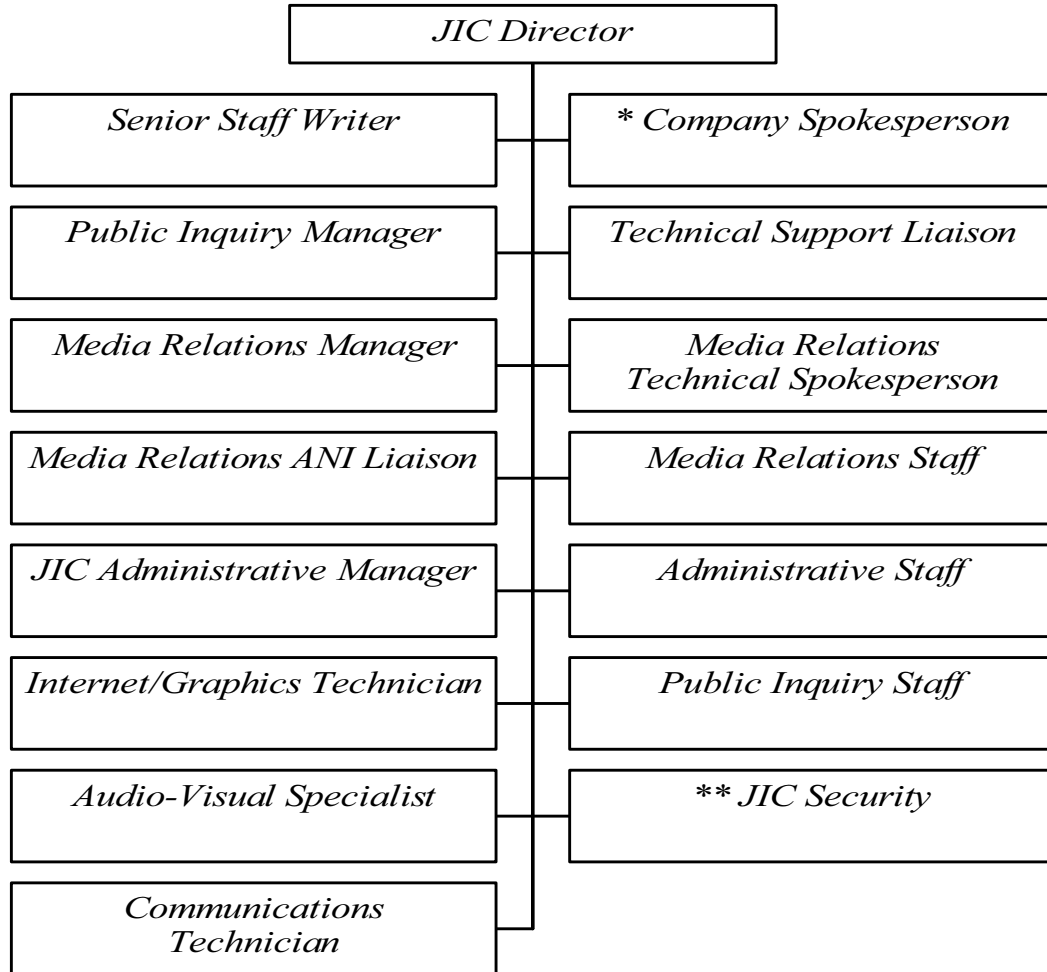 JIC Director
Senior Staff Writer
* Company Spokesperson
Public Inquiry Manager
Technical Support Liaison
Media Relations Manager
Media Relations
Technical Spokesperson
Media Relations ANI Liaison
Media Relations Staff
JIC Administrative Manager
Administrative Staff
Internet/Graphics Technician
Public Inquiry Staff
Audio-Visual Specialist
** JIC Security
Communications
Technician